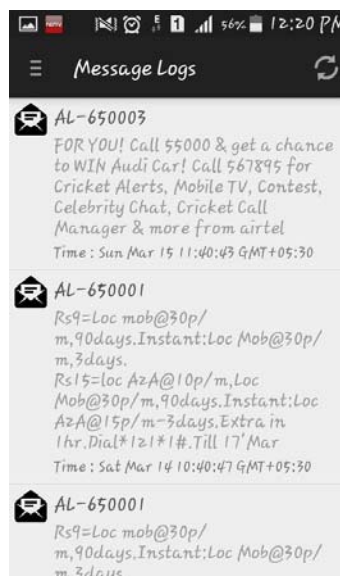 56% 12:20 PM
Message Logs
AL-650003
FOR YOU! Call 55000 & get a chance
to WIN Audi Car! Call 567895 for
Cricket Alerts, Mobile TV, Contest,
Celebrity Chat, Cricket Call
Manager & more from airtel
Time : Sun Mar 15 11:40:43 GMT+05:30
AL-650001
Rs9=Loc mob@30p/
m,90days.Instant:Loc Mob@30p/
m,3days.
Rs15=loc A2A@10p/m,Loc
Mob@30p/m,90days.Instant:Loc
A2A@15p/m-3days.Extra in
1hr.Dial*121*1#.Till 17'Mar
Time : Sat Mar 14 10:40:47 GMT+05:30
AL-650001
Rs9=Loc mob@30p/
m,90days.Instant:Loc Mob@30p/
m,3days.